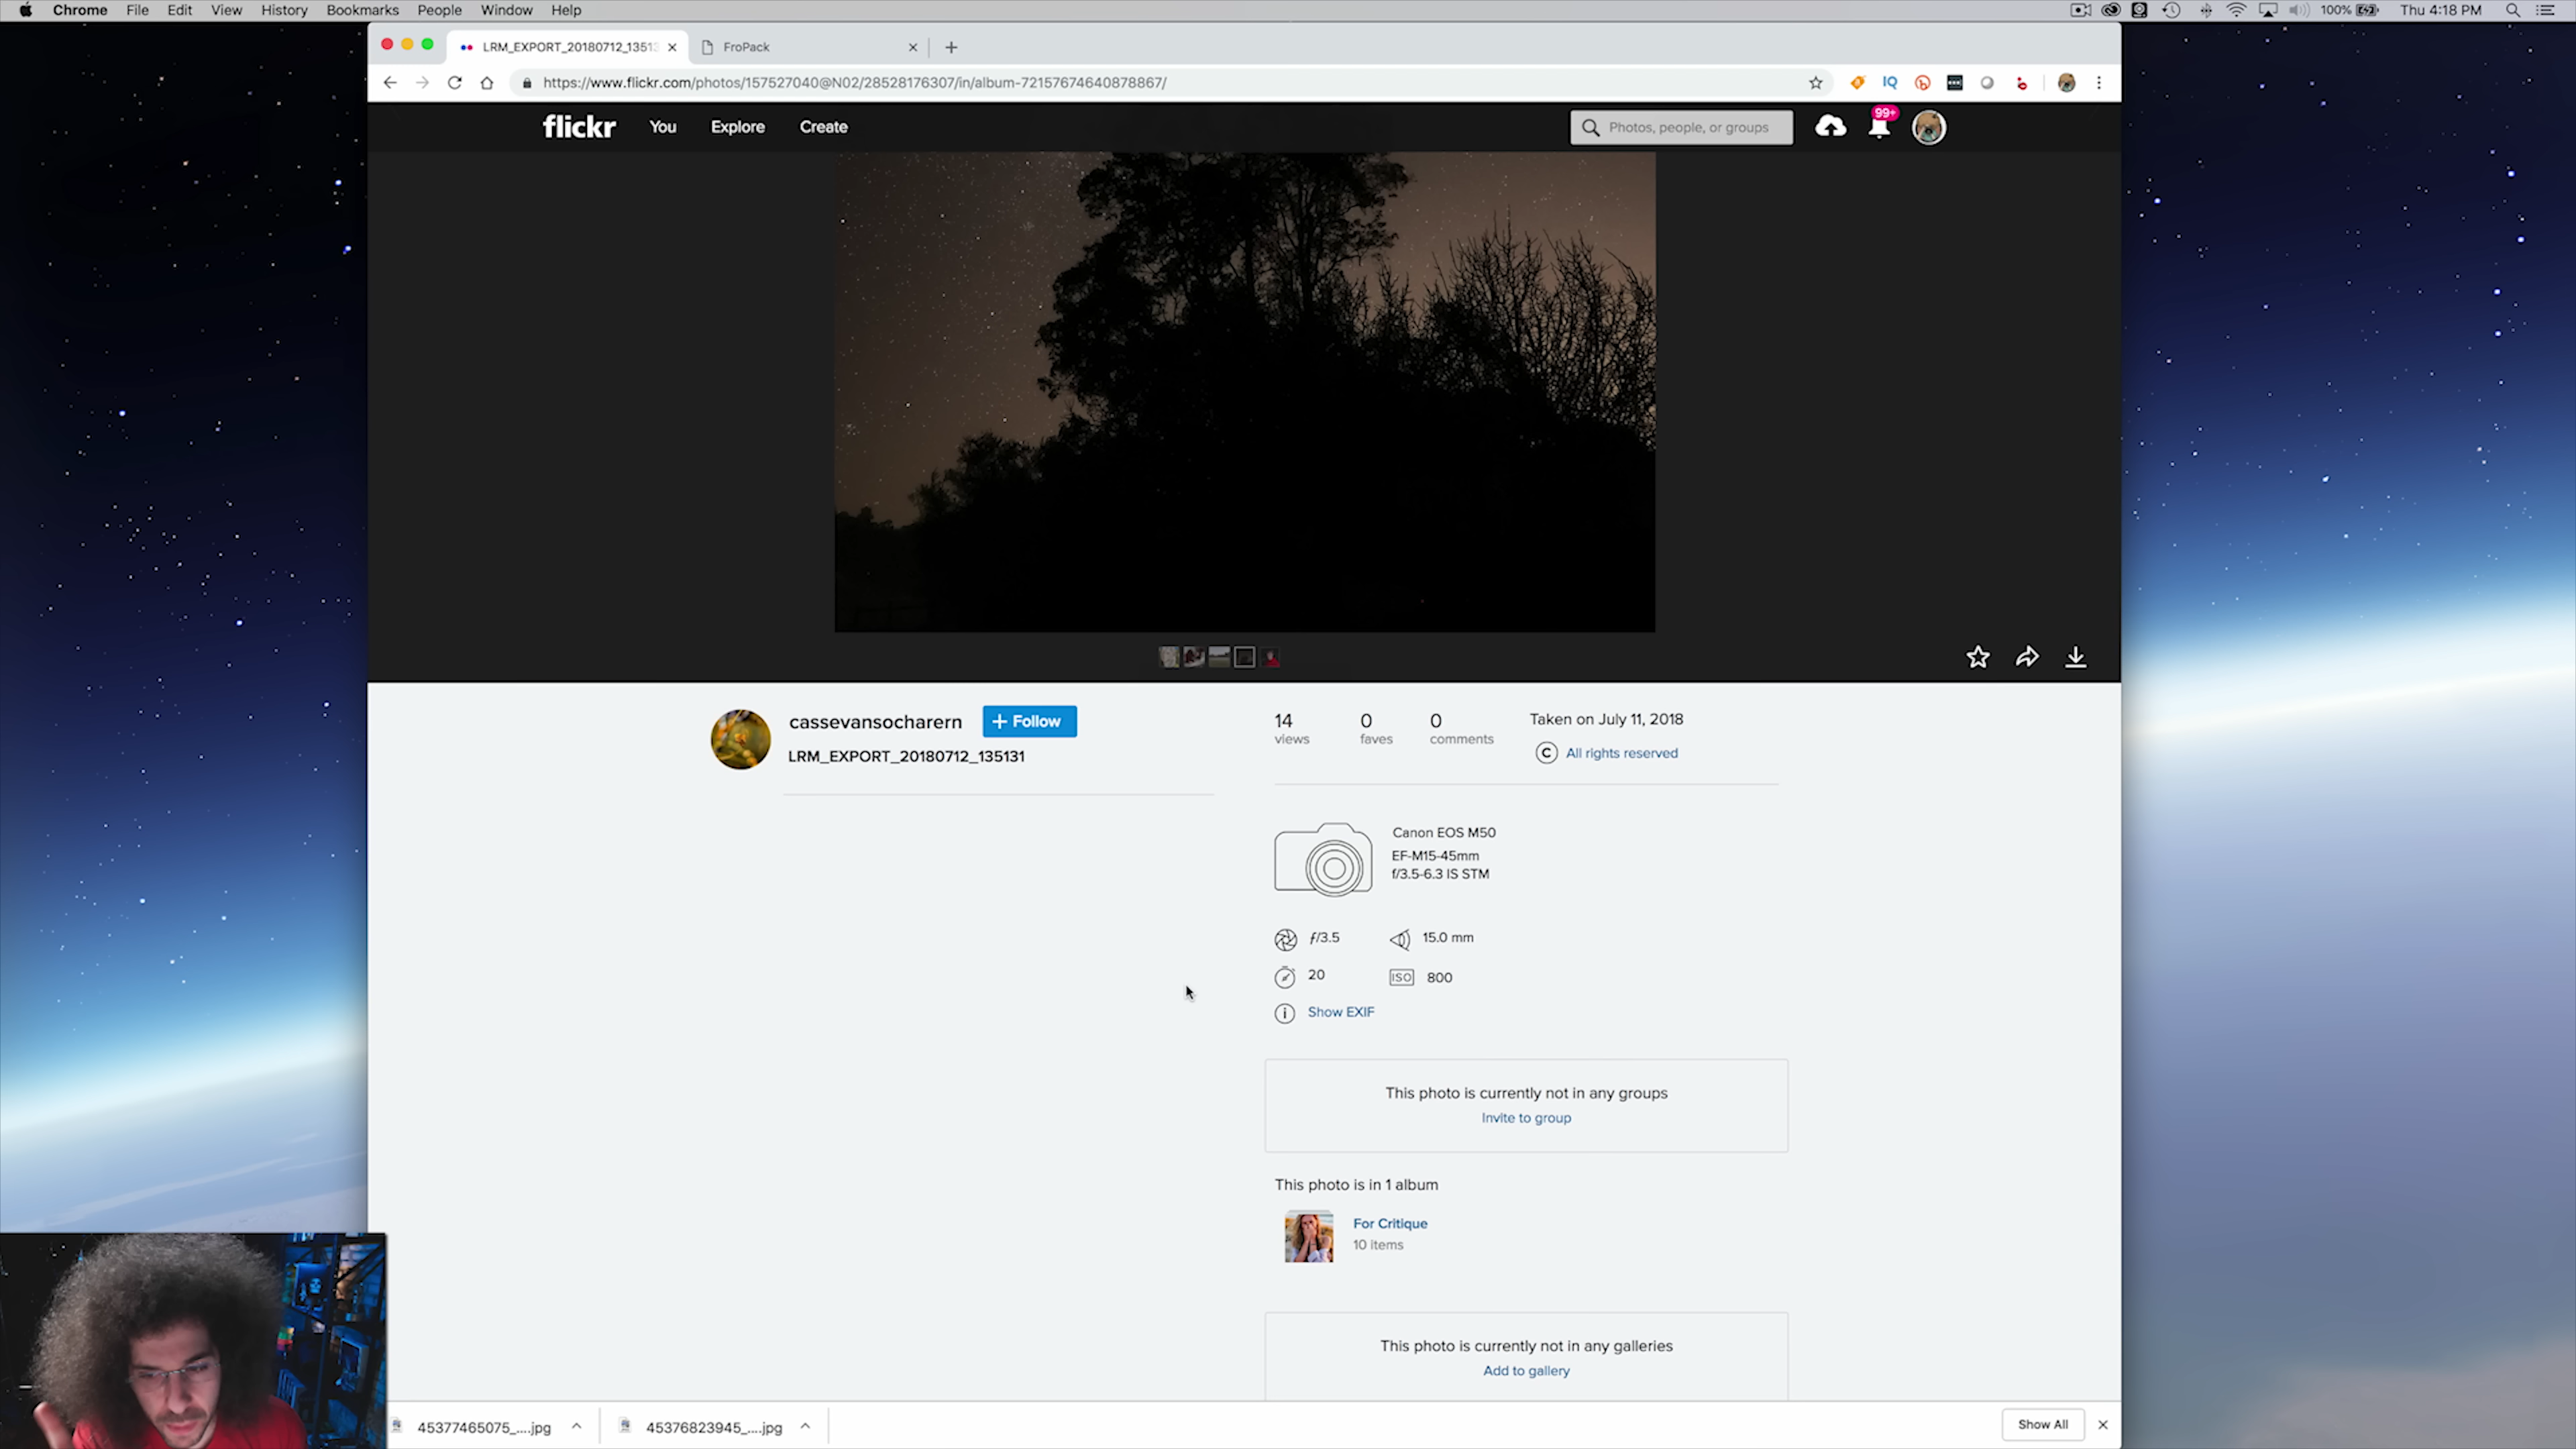 Chrome File Edit View History Bookmarks People Window Help
100% Thu 4:18 PM
LRM_EXPORT_20180712_13513
FroPack
https://www.flickr.com/photos/157527040@N02/28528176307/in/album-72157674640878867/
IQ
flickr You Explore Create
Photos, people, or groups
99+
cassevansocharern
+ Follow
LRM_EXPORT_20180712_135131
14 views
0 faves
0 comments
Taken on July 11, 2018
© All rights reserved
Canon EOS M50
EF-M15-45mm
f/3.5-6.3 IS STM
ƒ/3.5
15.0 mm
20
ISO 800
Show EXIF
This photo is currently not in any groups
Invite to group
This photo is in 1 album
For Critique
10 items
This photo is currently not in any galleries
Add to gallery
45377465075_....jpg
45376823945_....jpg
Show All